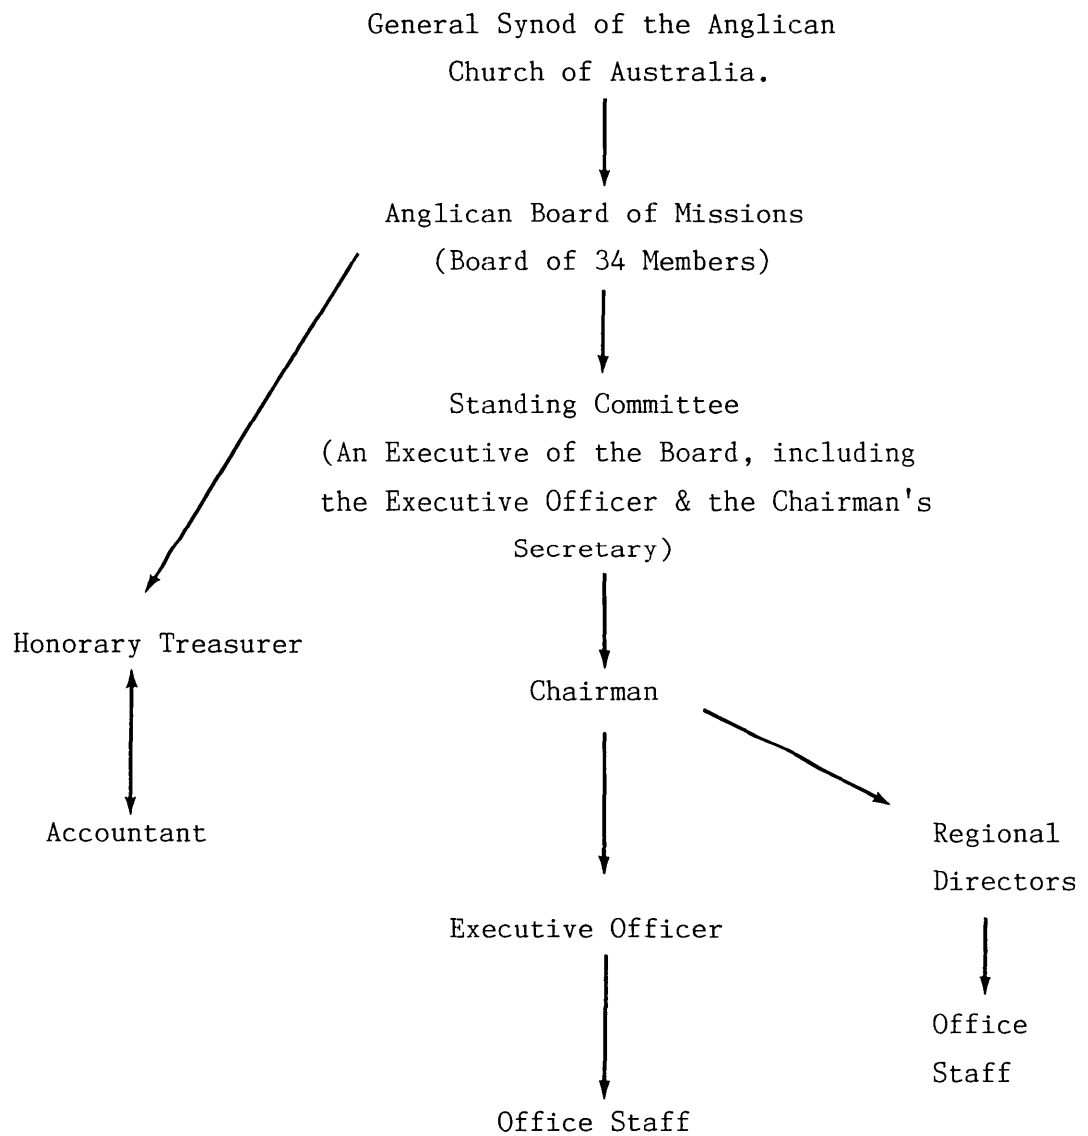 General Synod of the Anglican
Church of Australia.
Anglican Board of Missions
(Board of 34 Members)
Standing Committee
(An Executive of the Board, including
the Executive Officer & the Chairman's
Secretary)
Honorary Treasurer
Chairman
Accountant
Regional
Directors
Executive Officer
Office
Staff
Office Staff